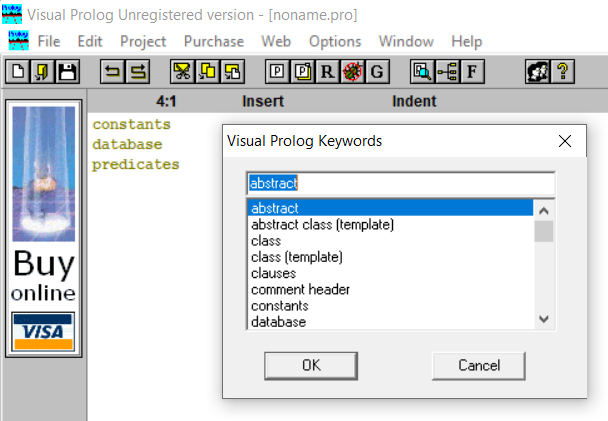 Visual Prolog Unregistered version - [noname.pro]
File Edit Project Purchase Web Options Window Help
P P R G F ?
4:1 Insert Indent
constants
database
predicates
Buy
online
VISA
Visual Prolog Keywords
abstract
abstract
abstract class (template)
class
class (template)
clauses
comment header
constants
database
OK Cancel